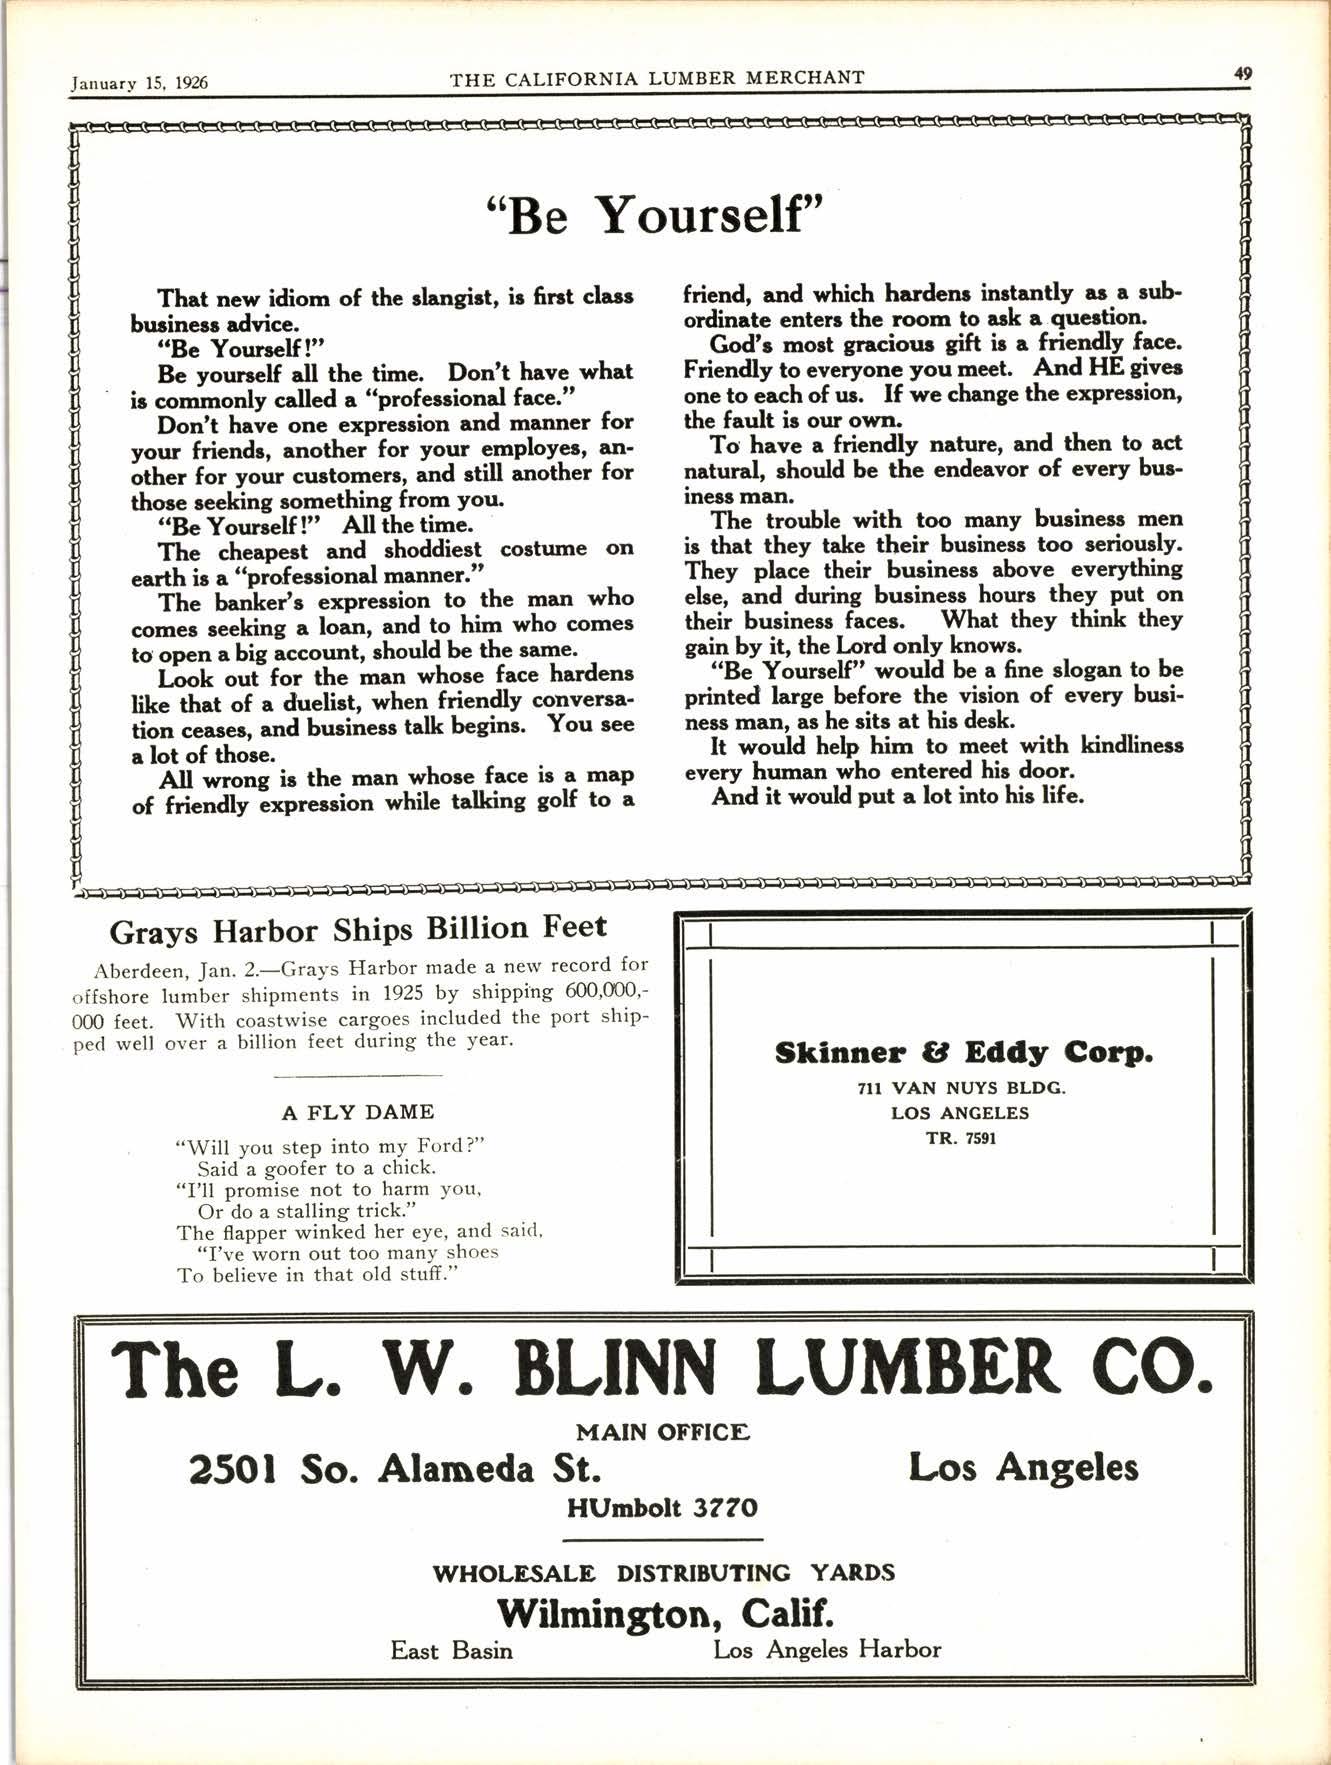 January 15, 1926
THE CALIFORNIA LUMBER MERCHANT
49
“Be Yourself”
That new idiom of the slangist, is first class
business advice.
“Be Yourself!”
Be yourself all the time. Don't have what
is commonly called a “professional face.”
Don't have one expression and manner for
your friends, another for your employes, an-
other for your customers, and still another for
those seeking something from you.
“Be Yourself!” All the time.
The cheapest and shoddiest costume on
earth is a “professional manner.”
The banker's expression to the man who
comes seeking a loan, and to him who comes
to open a big account, should be the same.
Look out for the man whose face hardens
like that of a duelist, when friendly conversa-
tion ceases, and business talk begins. You see
a lot of those.
All wrong is the man whose face is a map
of friendly expression while talking golf to a
friend, and which hardens instantly as a sub-
ordinate enters the room to ask a question.
God's most gracious gift is a friendly face.
Friendly to everyone you meet. And HE gives
one to each of us. If we change the expression,
the fault is our own.
To have a friendly nature, and then to act
natural, should be the endeavor of every bus-
iness man.
The trouble with too many business men
is that they take their business too seriously.
They place their business above everything
else, and during business hours they put on
their business faces. What they think they
gain by it, the Lord only knows.
“Be Yourself” would be a fine slogan to be
printed large before the vision of every busi-
ness man, as he sits at his desk.
It would help him to meet with kindliness
every human who entered his door.
And it would put a lot into his life.
Grays Harbor Ships Billion Feet
Aberdeen, Jan. 2.—Grays Harbor made a new record for
offshore lumber shipments in 1925 by shipping 600,000,-
000 feet. With coastwise cargoes included the port ship-
ped well over a billion feet during the year.
A FLY DAME
“Will you step into my Ford?”
Said a goofer to a chick.
“I'll promise not to harm you,
Or do a stalling trick.”
The flapper winked her eye, and said,
“I've worn out too many shoes
To believe in that old stuff.”
Skinner & Eddy Corp.
711 VAN NUYS BLDG.
LOS ANGELES
TR. 7591
The L. W. BLINN LUMBER CO.
MAIN OFFICE
2501 So. Alameda St. Los Angeles
HUmbolt 3770
WHOLESALE DISTRIBUTING YARDS
Wilmington, Calif.
East Basin Los Angeles Harbor